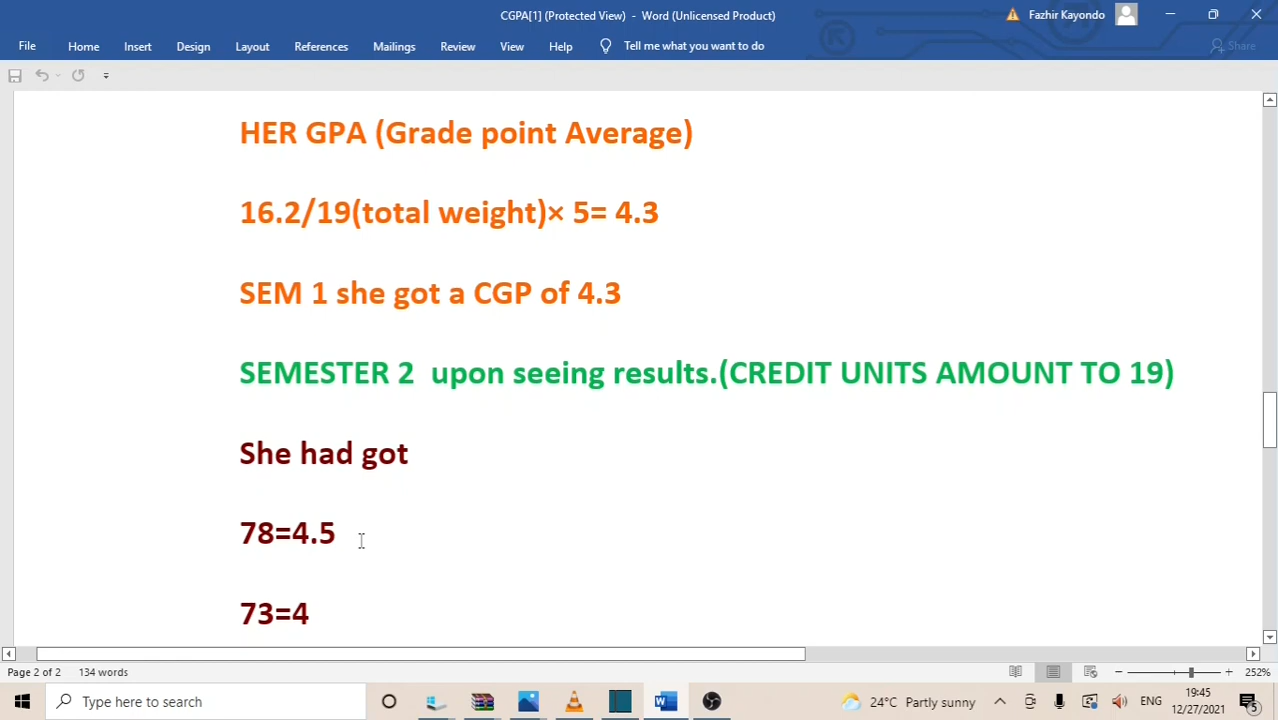 CGPA[1] (Protected View) - Word (Unlicensed Product)
Fazhir Kayondo
File Home Insert Design Layout References Mailings Review View Help Tell me what you want to do
Share
HER GPA (Grade point Average)
16.2/19(total weight)× 5= 4.3
SEM 1 she got a CGP of 4.3
SEMESTER 2 upon seeing results.(CREDIT UNITS AMOUNT TO 19)
She had got
78=4.5
73=4
Page 2 of 2 134 words
252%
Type here to search
24°C Partly sunny
ENG
19:45
12/27/2021
5